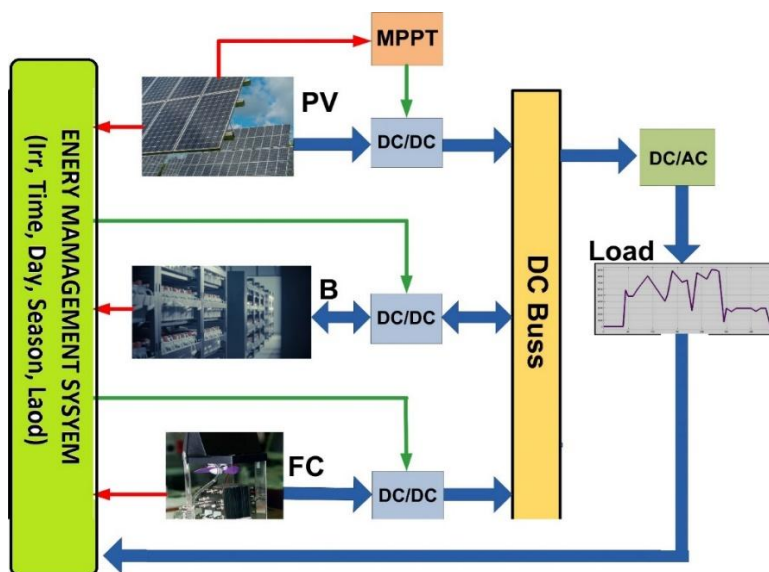 MPPT
PV
DC/DC
DC/AC
ENERY MAMAGEMENT SYSYEM
(Irr, Time, Day, Season, Laod)
Load
B
DC/DC
DC Buss
FC
DC/DC